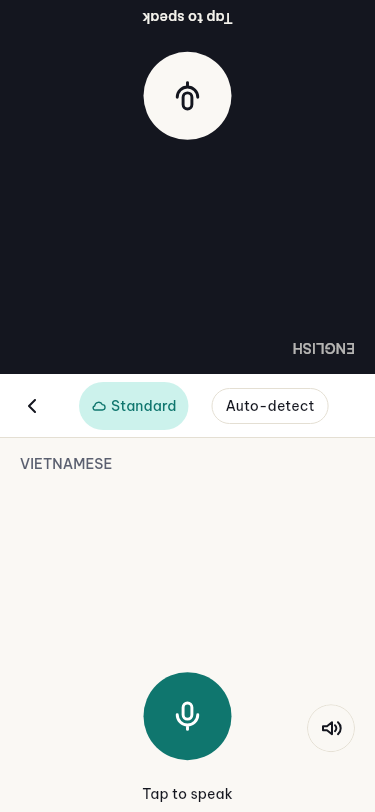 Tap to speak
ENGLISH
Standard
Auto-detect
VIETNAMESE
Tap to speak